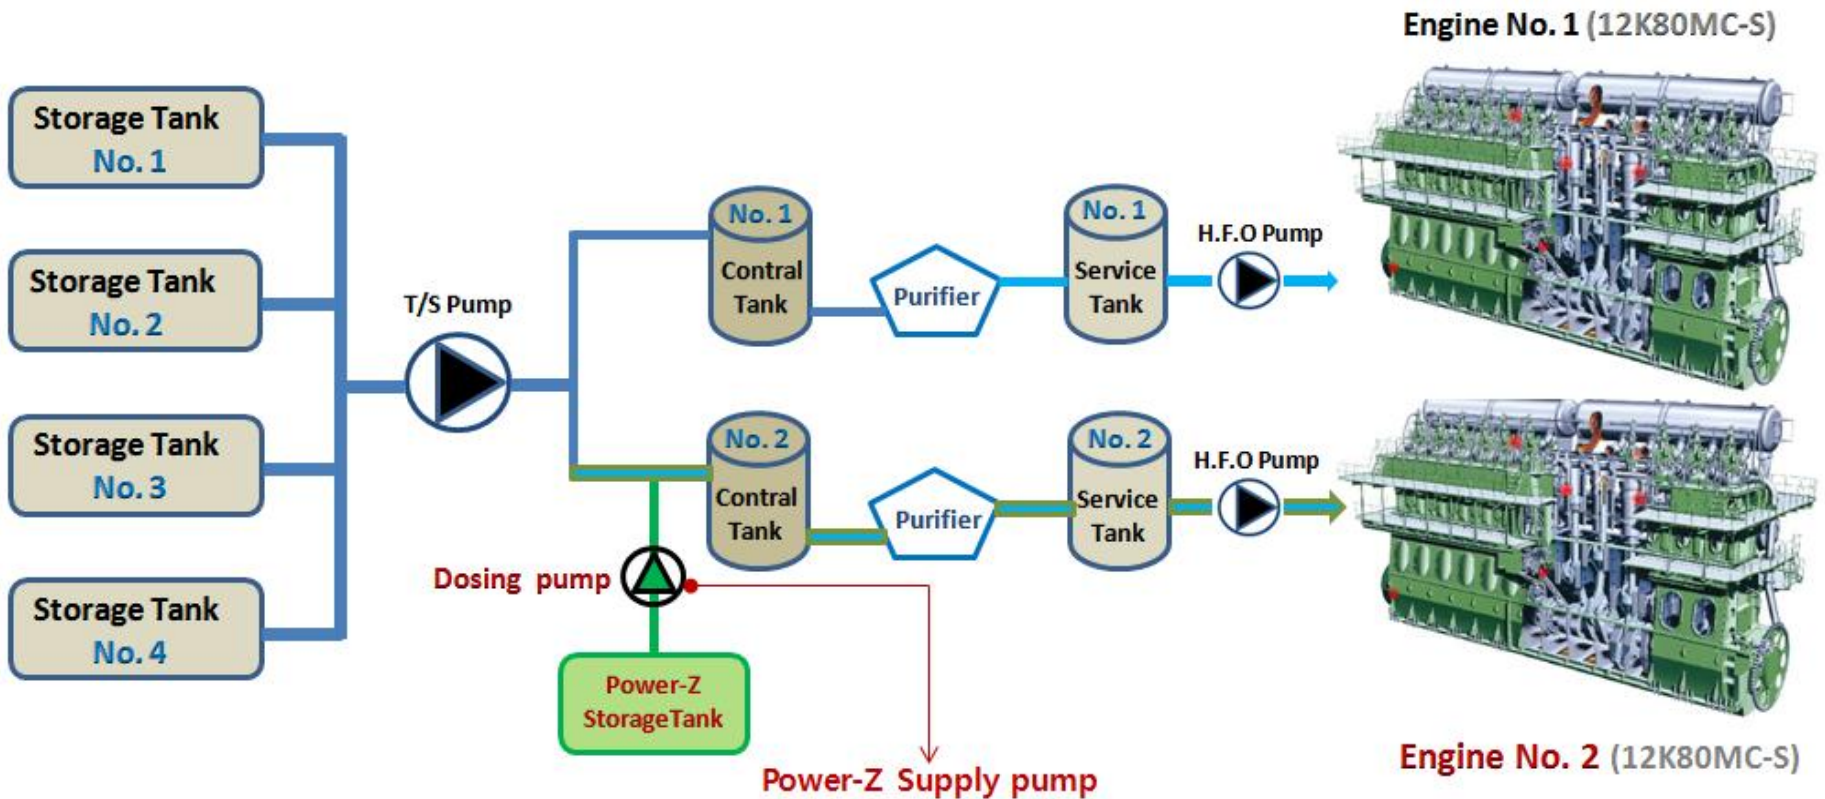 Engine No. 1 (12K80MC-S)
Storage Tank
No. 1
Storage Tank
No. 2
Storage Tank
No. 3
Storage Tank
No. 4
T/S Pump
No. 1
Contral
Tank
Purifier
No. 1
Service
Tank
H.F.O Pump
No. 2
Contral
Tank
Purifier
No. 2
Service
Tank
H.F.O Pump
Dosing pump
Power-Z
StorageTank
Power-Z Supply pump
Engine No. 2 (12K80MC-S)